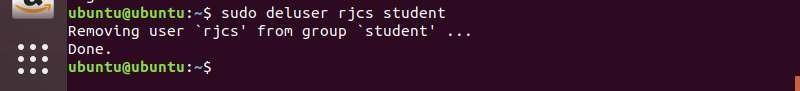 ubuntu@ubuntu:~$ sudo deluser rjcs student
Removing user `rjcs' from group `student' ...
Done.
ubuntu@ubuntu:~$